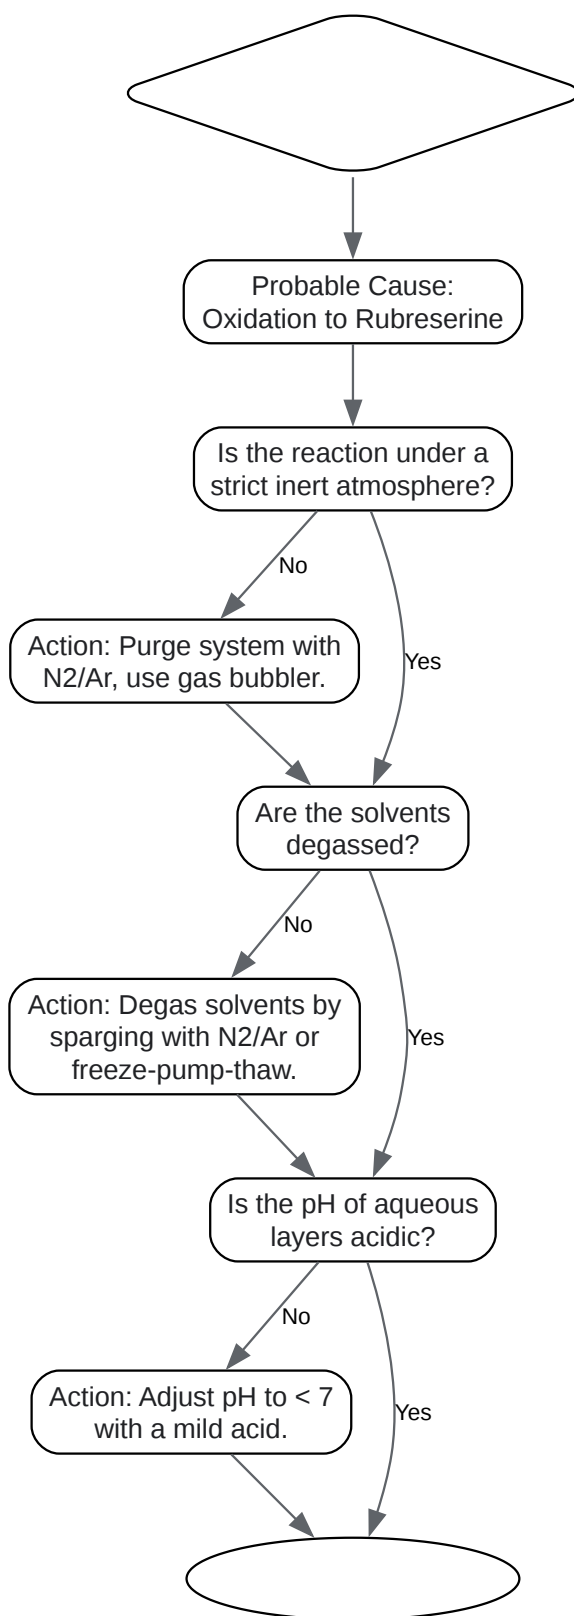 Probable Cause:
Oxidation to Rubreserine
Is the reaction under a
strict inert atmosphere?
No
Action: Purge system with
N2/Ar, use gas bubbler.
Yes
Are the solvents
degassed?
No
Action: Degas solvents by
sparging with N2/Ar or
freeze-pump-thaw.
Yes
Is the pH of aqueous
layers acidic?
No
Action: Adjust pH to < 7
with a mild acid.
Yes